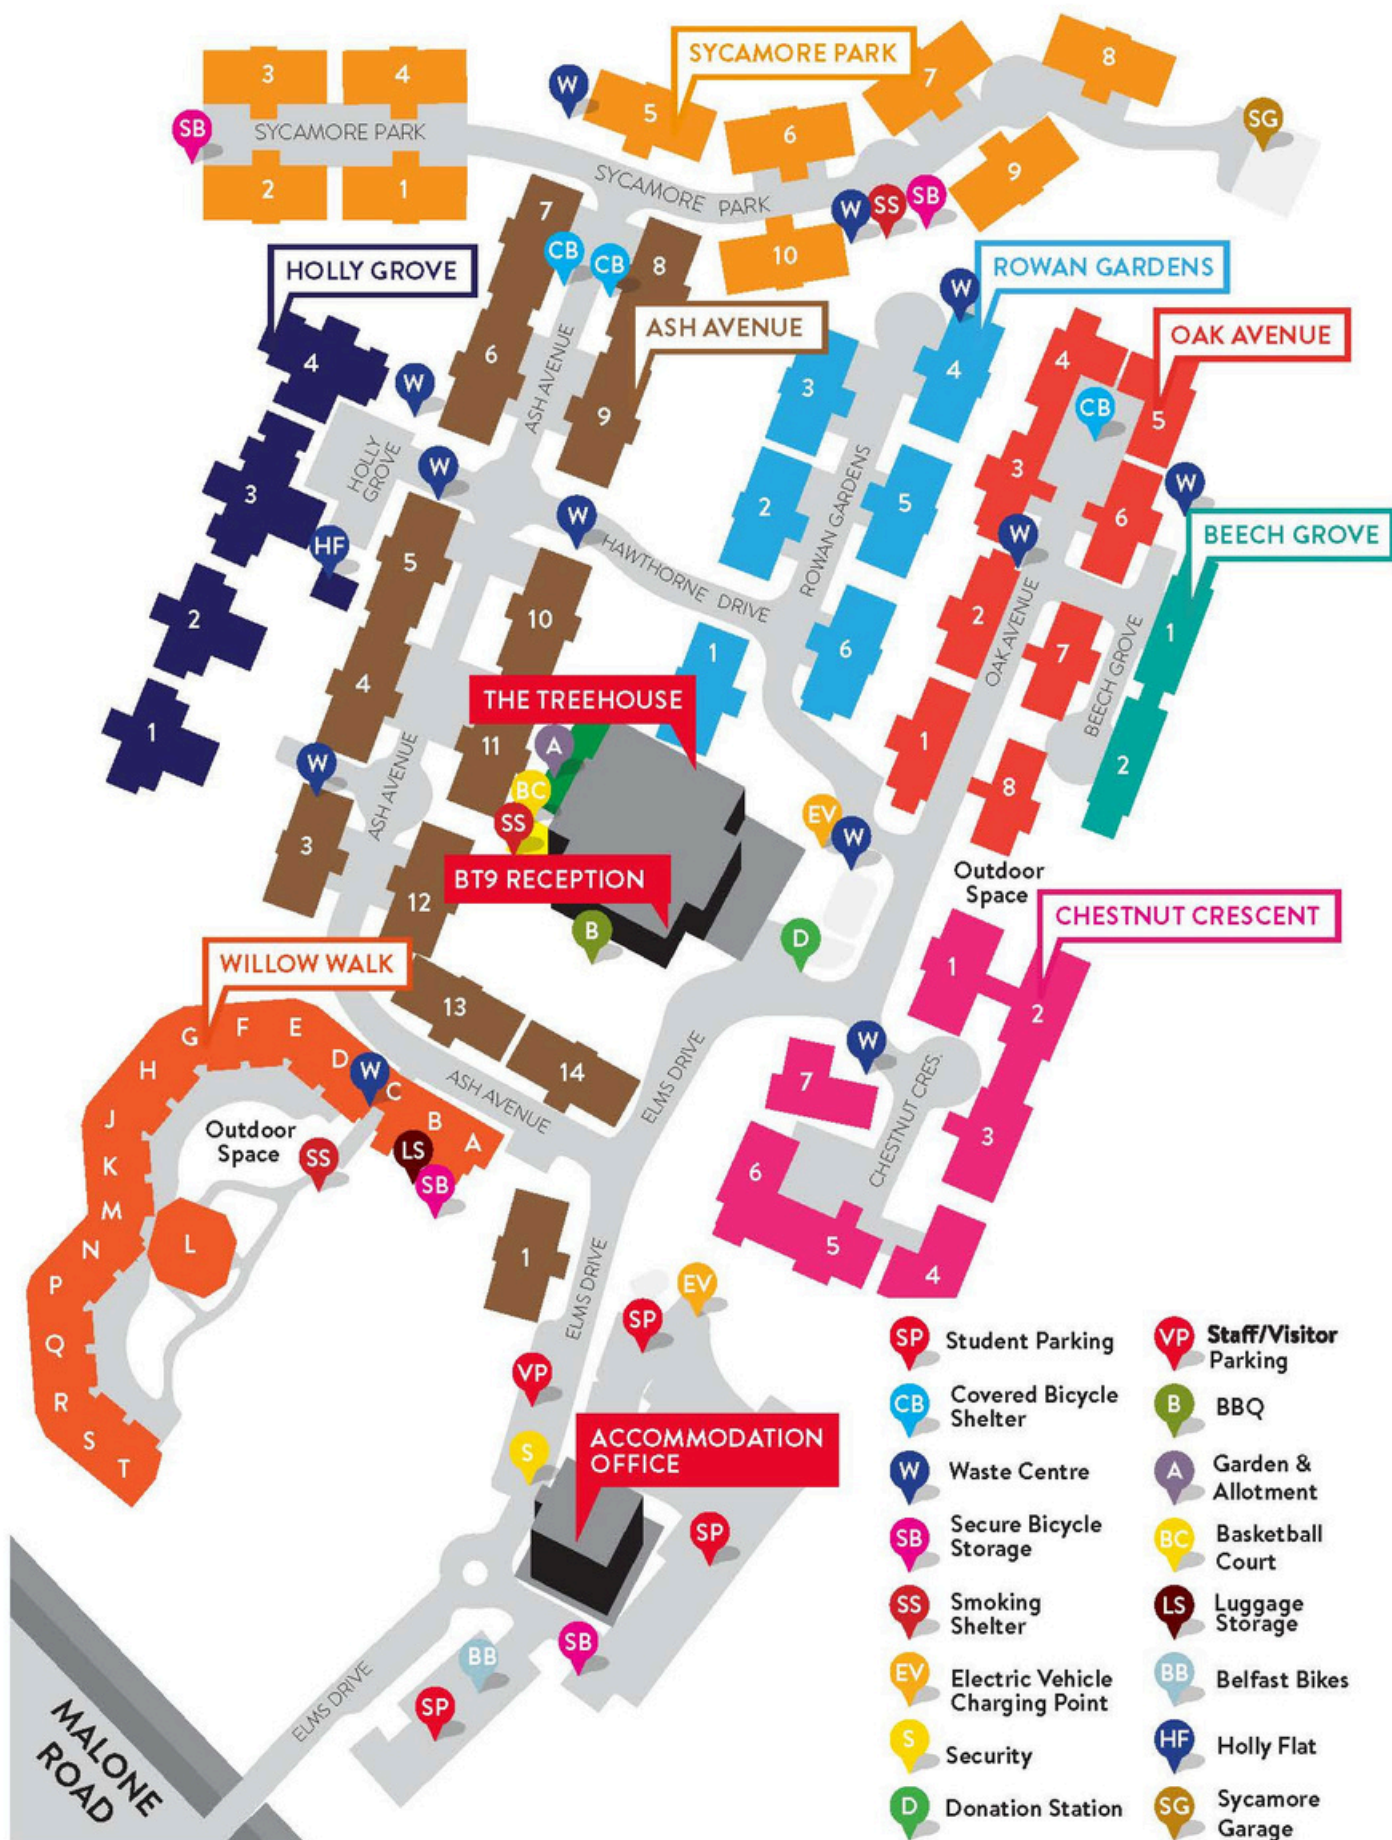 SYCAMORE PARK
3
4
2
1
SB
SYCAMORE PARK
W
5
SYCAMORE PARK
6
7
8
9
10
SG
W
SS
SB
HOLLY GROVE
4
3
2
1
HOLLY
GROVE
HF
W
W
7
CB
CB
8
ASH AVENUE
6
ASH AVENUE
9
W
HAWTHORNE DRIVE
ROWAN GARDENS
W
3
4
2
5
ROWAN GARDENS
1
6
OAK AVENUE
4
CB
5
3
6
W
W
2
OAK AVENUE
7
1
8
BEECH GROVE
1
BEECH GROVE
2
5
10
4
11
W
ASH AVENUE
3
12
THE TREEHOUSE
A
BC
SS
BT9 RECEPTION
B
EV
W
D
Outdoor
Space
CHESTNUT CRESCENT
1
2
W
7
CHESTNUT CRES.
3
6
5
4
WILLOW WALK
13
14
ASH AVENUE
ELMS DRIVE
G
F
E
D
W
C
B
A
H
J
K
M
N
L
P
Q
R
S
T
Outdoor
Space
SS
LS
SB
1
ELMS DRIVE
SP
EV
VP
S
ACCOMMODATION
OFFICE
SP
SB
BB
SP
ELMS DRIVE
MALONE
ROAD
SP
Student Parking
CB
Covered Bicycle
Shelter
W
Waste Centre
SB
Secure Bicycle
Storage
SS
Smoking
Shelter
EV
Electric Vehicle
Charging Point
S
Security
D
Donation Station
VP
Staff/Visitor
Parking
B
BBQ
A
Garden &
Allotment
BC
Basketball
Court
LS
Luggage
Storage
BB
Belfast Bikes
HF
Holly Flat
SG
Sycamore
Garage